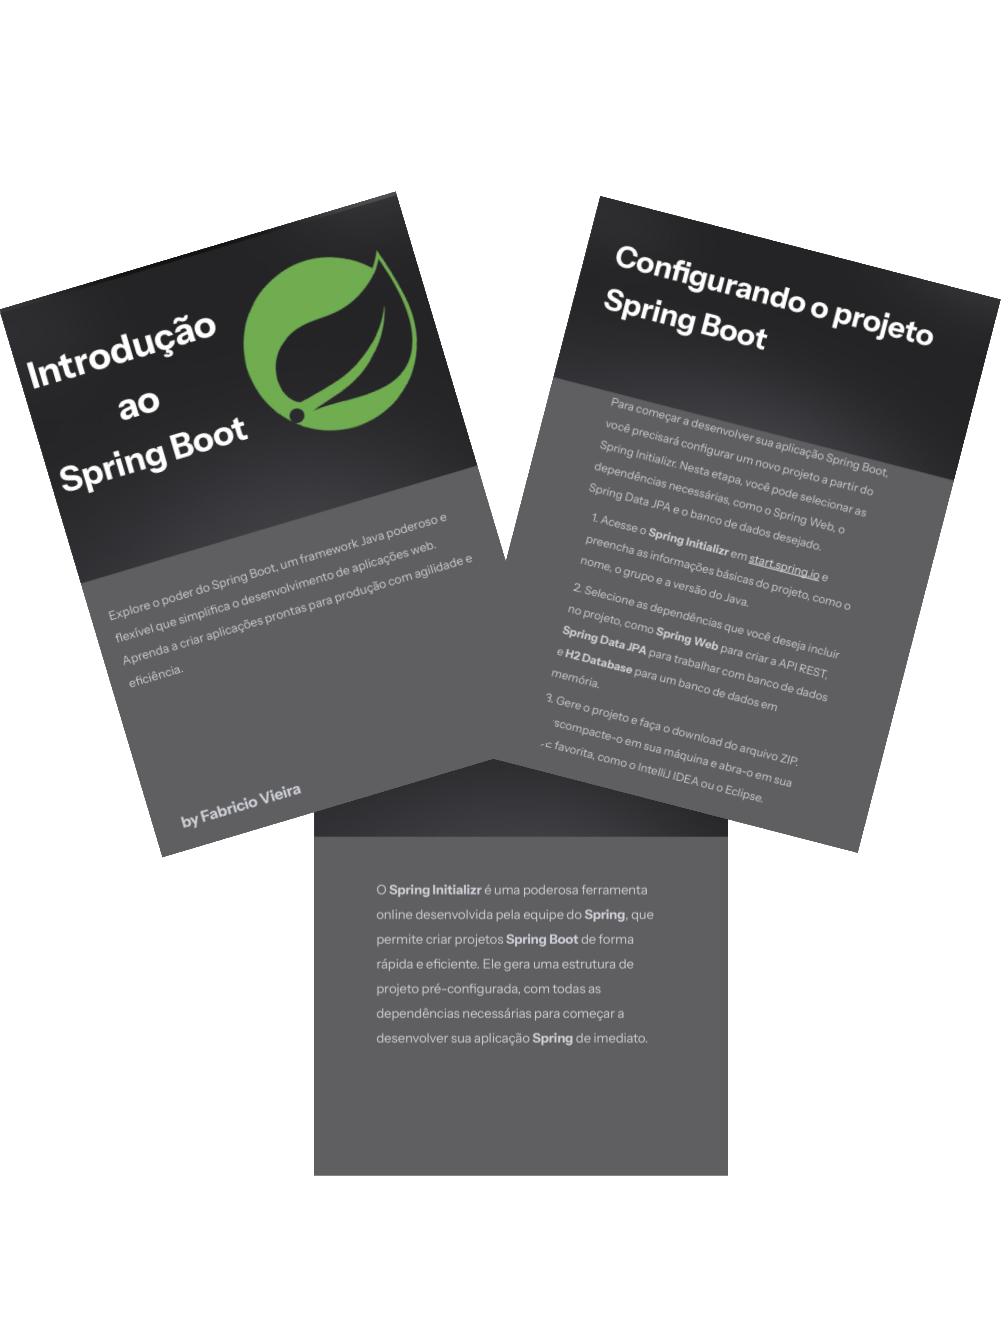 Introdução
ao
Spring Boot
Explore o poder do Spring Boot, um framework Java poderoso e
flexível que simplifica o desenvolvimento de aplicações web.
Aprenda a criar aplicações prontas para produção com agilidade e
eficiência.
by Fabricio Vieira
Configurando o projeto
Spring Boot
Para começar a desenvolver sua aplicação Spring Boot,
você precisará configurar um novo projeto a partir do
Spring Initializr. Nesta etapa, você pode selecionar as
dependências necessárias, como o Spring Web, o
Spring Data JPA e o banco de dados desejado.
1. Acesse o Spring Initializr em start.spring.io e
preencha as informações básicas do projeto, como o
nome, o grupo e a versão do Java.
2. Selecione as dependências que você deseja incluir
no projeto, como Spring Web para criar a API REST,
Spring Data JPA para trabalhar com banco de dados
e H2 Database para um banco de dados em
memória.
3. Gere o projeto e faça o download do arquivo ZIP.
scompacte-o em sua máquina e abra-o em sua
favorita, como o IntelliJ IDEA ou o Eclipse.
O Spring Initializr é uma poderosa ferramenta
online desenvolvida pela equipe do Spring, que
permite criar projetos Spring Boot de forma
rápida e eficiente. Ele gera uma estrutura de
projeto pré-configurada, com todas as
dependências necessárias para começar a
desenvolver sua aplicação Spring de imediato.